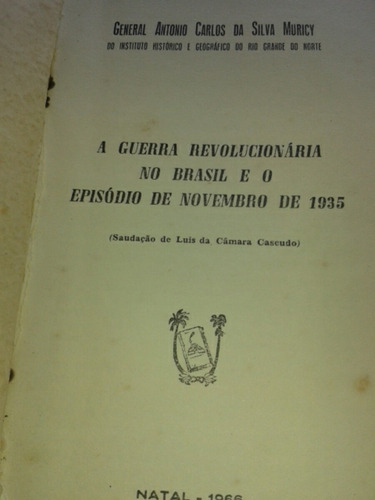 GENERAL ANTONIO CARLOS DA SILVA MURICY
DO INSTITUTO HISTÓRICO E GEOGRÁFICO DO RIO GRANDE DO NORTE
A GUERRA REVOLUCIONÁRIA
NO BRASIL E O
EPISÓDIO DE NOVEMBRO DE 1935
(Saudação de Luis da Câmara Cascudo)
NATAL - 1966